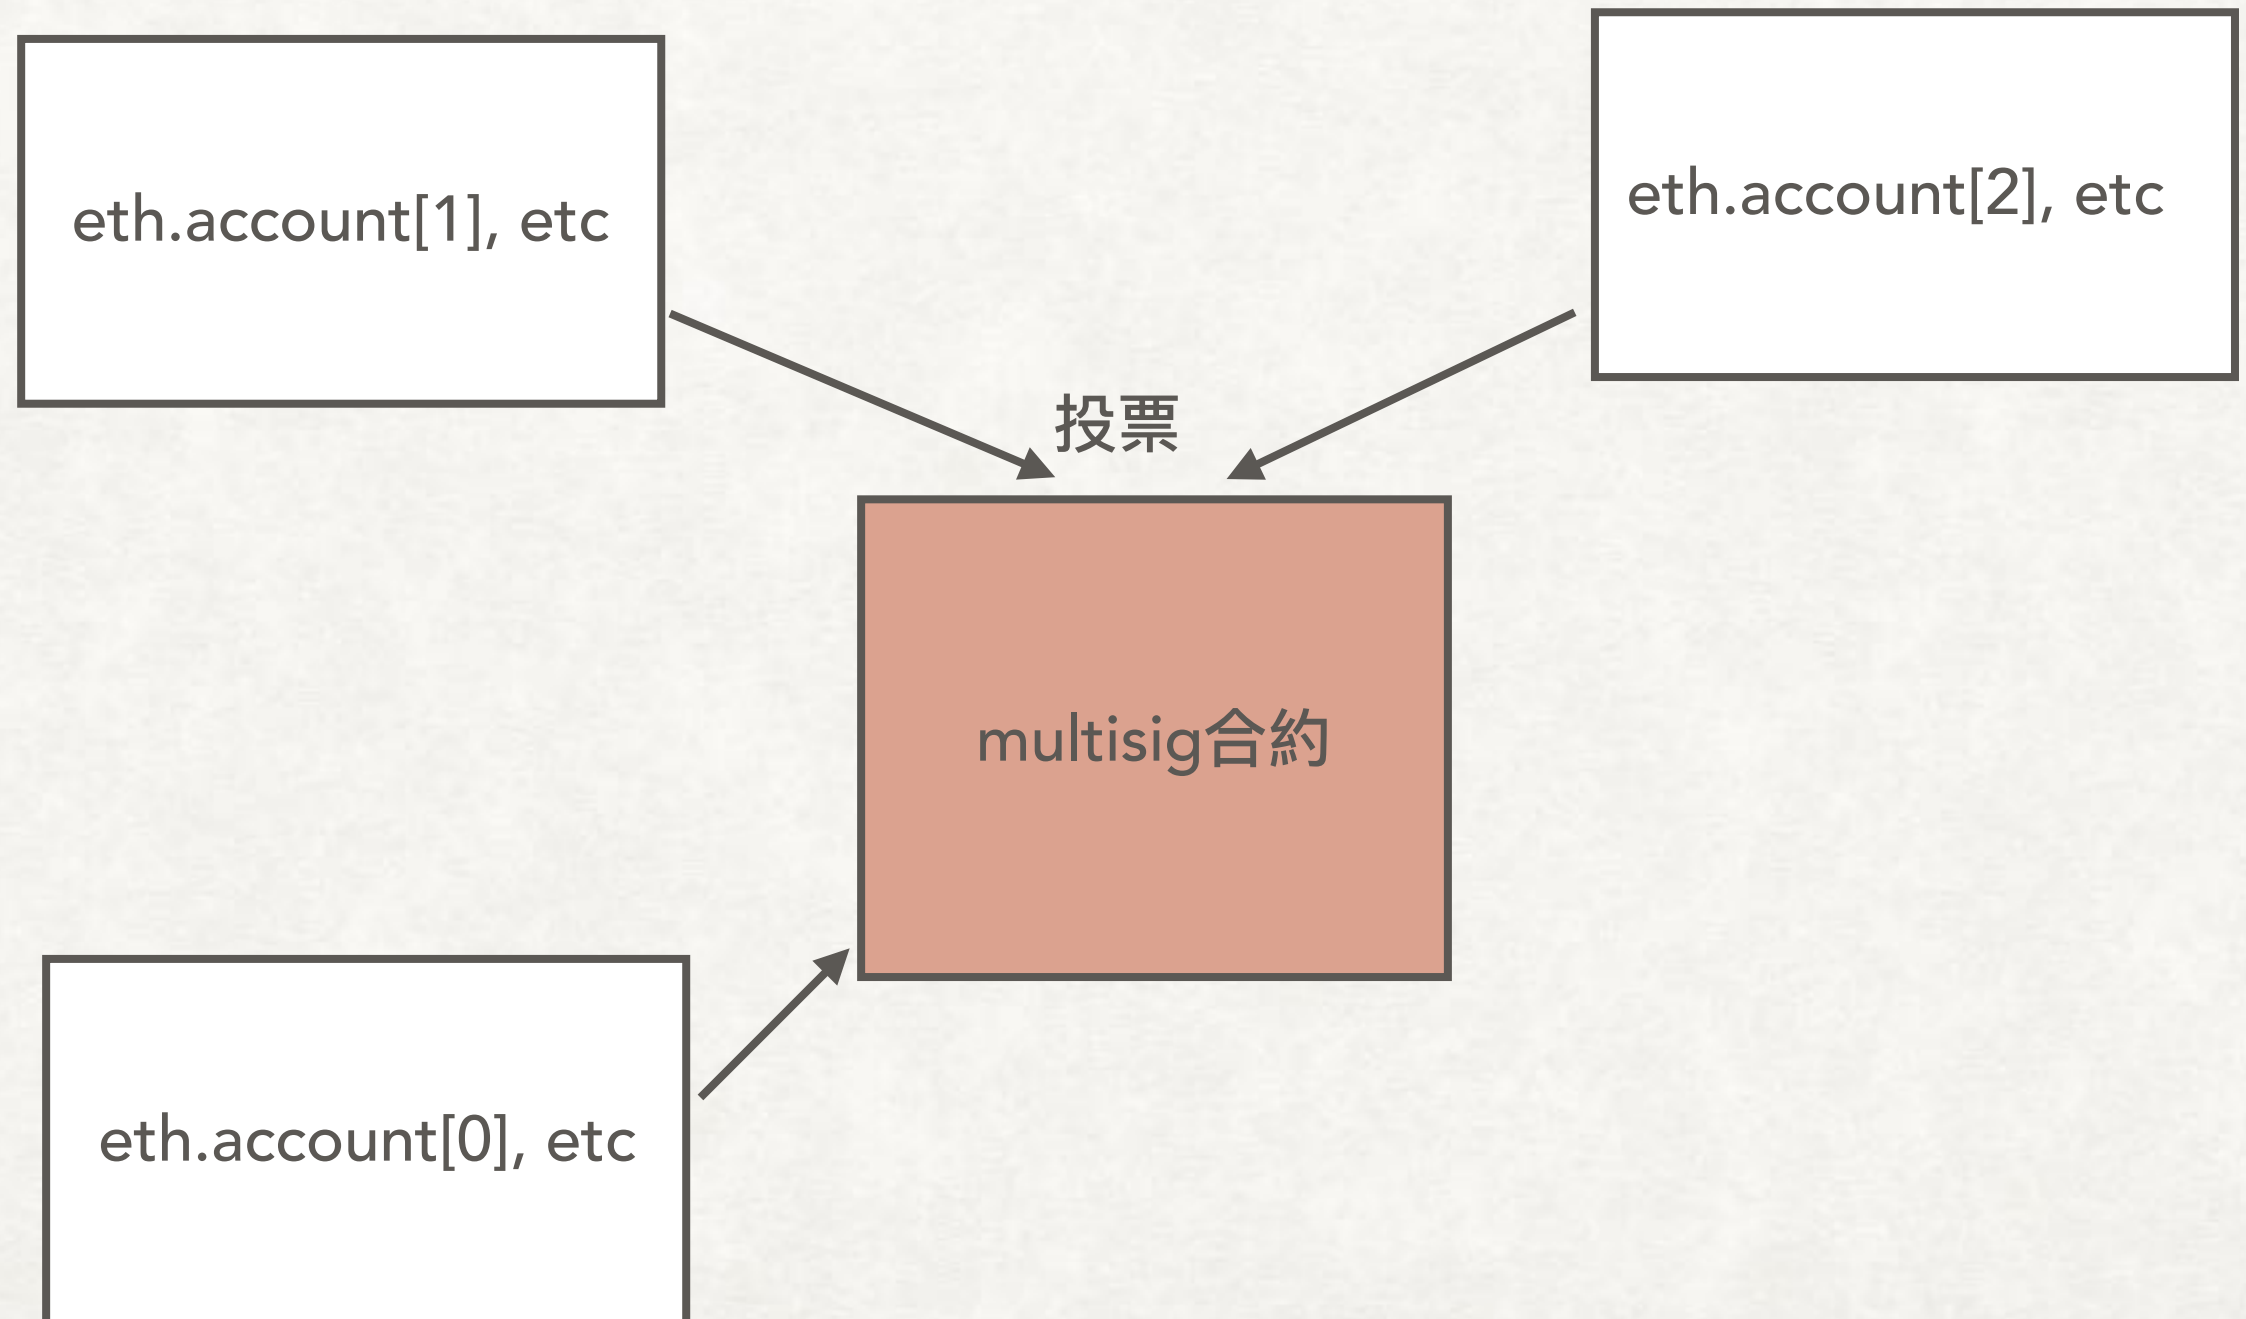 eth.account[1], etc
eth.account[2], etc
投票
multisig合約
eth.account[0], etc